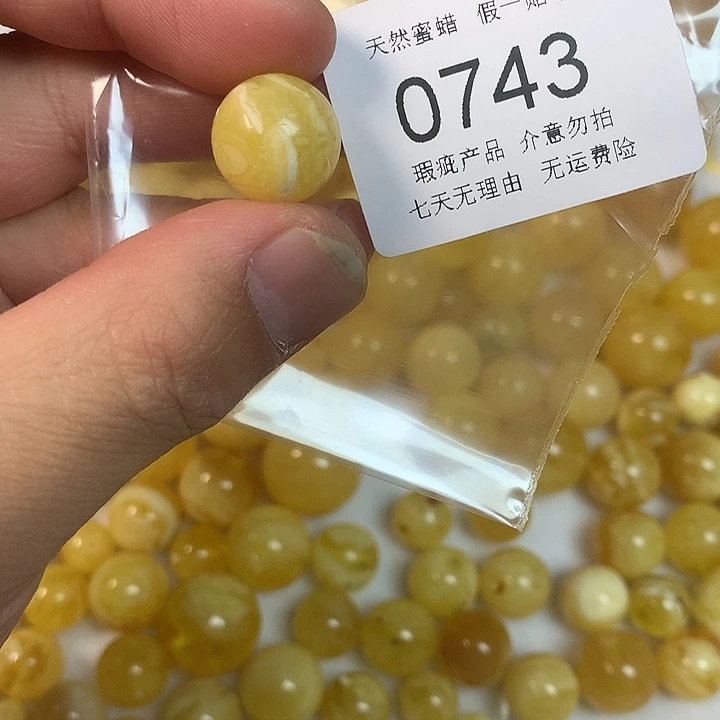 天然蜜蜡 假一贴
0743
瑕疵产品 介意勿拍
七天无理由 无运费险